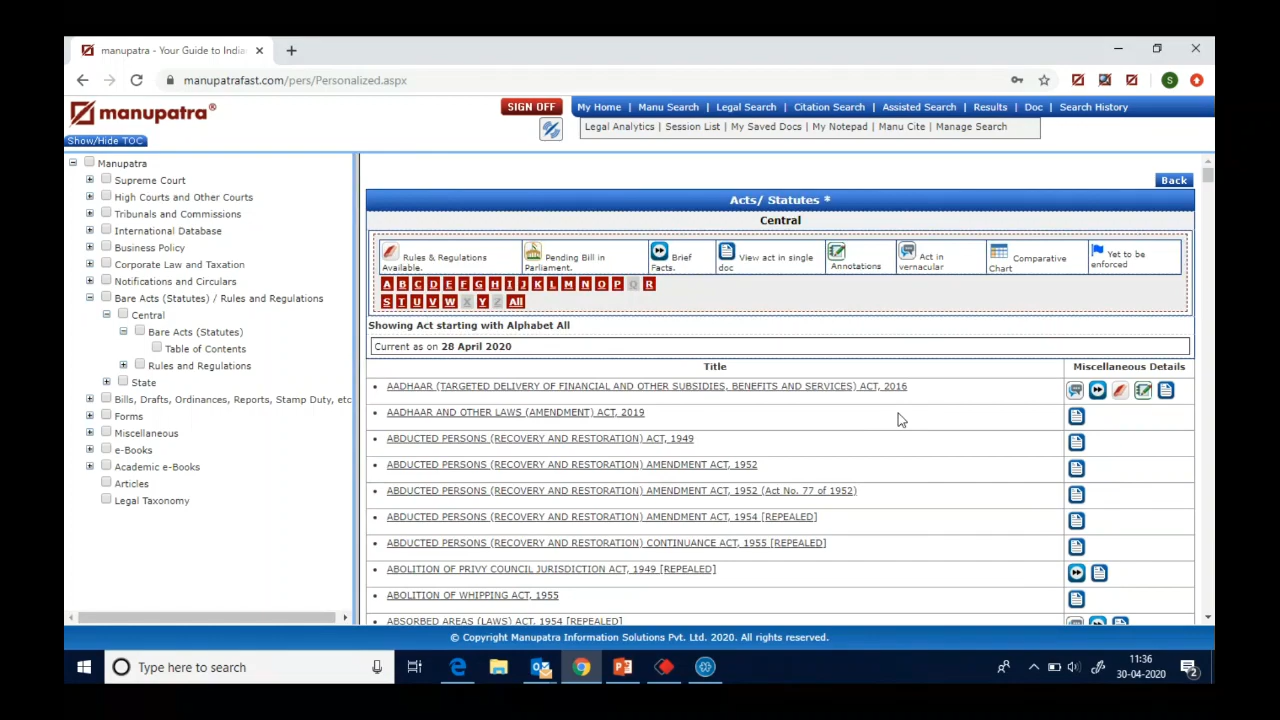 manupatra - Your Guide to India
manupatrafast.com/pers/Personalized.aspx
S
manupatra®
SIGN OFF
My Home | Manu Search | Legal Search | Citation Search | Assisted Search | Results | Doc | Search History
Legal Analytics | Session List | My Saved Docs | My Notepad | Manu Cite | Manage Search
Show/Hide TOC
Manupatra
Supreme Court
High Courts and Other Courts
Tribunals and Commissions
International Database
Business Policy
Corporate Law and Taxation
Notifications and Circulars
Bare Acts (Statutes) / Rules and Regulations
Central
Bare Acts (Statutes)
Table of Contents
Rules and Regulations
State
Bills, Drafts, Ordinances, Reports, Stamp Duty, etc
Forms
Miscellaneous
e-Books
Academic e-Books
Articles
Legal Taxonomy
Back
Acts/ Statutes *
Central
Rules & Regulations Available.
Pending Bill in Parliament.
Brief Facts.
View act in single doc
Annotations
Act in vernacular
Comparative Chart
Yet to be enforced
A B C D E F G H I J K L M N O P Q R
S T U V W X Y Z All
Showing Act starting with Alphabet All
Current as on 28 April 2020
Title Miscellaneous Details
AADHAAR (TARGETED DELIVERY OF FINANCIAL AND OTHER SUBSIDIES, BENEFITS AND SERVICES) ACT, 2016
AADHAAR AND OTHER LAWS (AMENDMENT) ACT, 2019
ABDUCTED PERSONS (RECOVERY AND RESTORATION) ACT, 1949
ABDUCTED PERSONS (RECOVERY AND RESTORATION) AMENDMENT ACT, 1952
ABDUCTED PERSONS (RECOVERY AND RESTORATION) AMENDMENT ACT, 1952 (Act No. 77 of 1952)
ABDUCTED PERSONS (RECOVERY AND RESTORATION) AMENDMENT ACT, 1954 [REPEALED]
ABDUCTED PERSONS (RECOVERY AND RESTORATION) CONTINUANCE ACT, 1955 [REPEALED]
ABOLITION OF PRIVY COUNCIL JURISDICTION ACT, 1949 [REPEALED]
ABOLITION OF WHIPPING ACT, 1955
ABSORBED AREAS (LAWS) ACT, 1954 [REPEALED]
© Copyright Manupatra Information Solutions Pvt. Ltd. 2020. All rights reserved.
Type here to search
11:36
30-04-2020
2